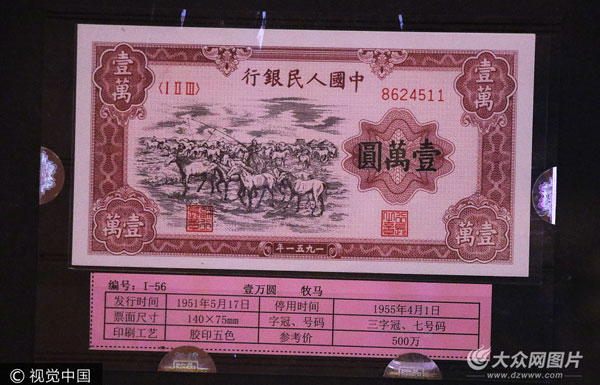 行銀民人國中
壹萬
壹萬
〈I II III〉
8624511
圓萬壹
壹萬
壹萬
年一五九一
编号：I-56 壹万圆 牧马
发行时间 1951年5月17日 停用时间 1955年4月1日
票面尺寸 140×75mm 字冠、号码 三字冠、七号码
印刷工艺 胶印五色 参考价 500万
© 视觉中国
大众网图片
www.dzwww.com